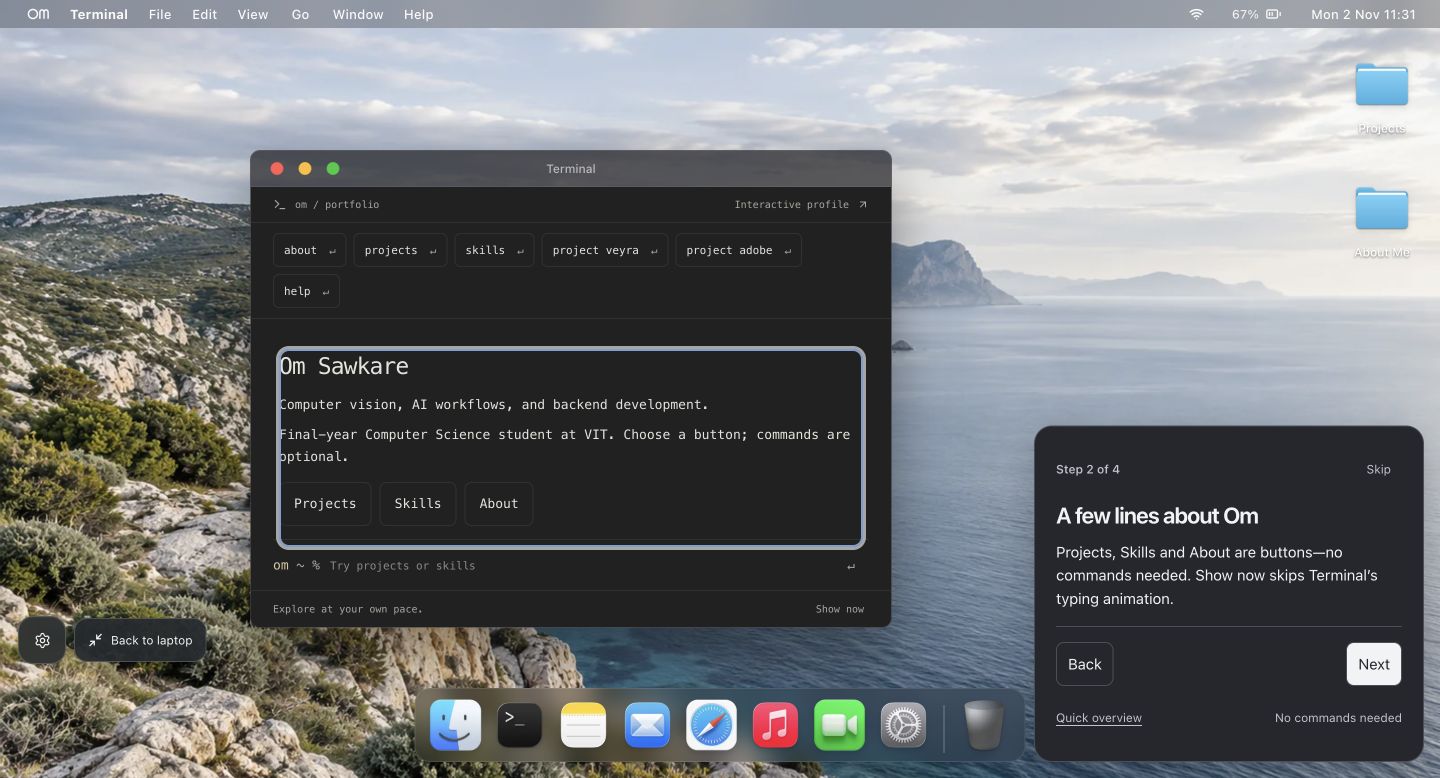 OM Terminal File Edit View Go Window Help 67% Mon 2 Nov 11:31
Projects
About Me
Terminal
>_ om / portfolio Interactive profile ↗
about ↵ projects ↵ skills ↵ project veyra ↵ project adobe ↵
help ↵
Om Sawkare
Computer vision, AI workflows, and backend development.
Final-year Computer Science student at VIT. Choose a button; commands are
optional.
Projects Skills About
om ~ % Try projects or skills ↵
Explore at your own pace. Show now
Back to laptop
Step 2 of 4 Skip
A few lines about Om
Projects, Skills and About are buttons—no
commands needed. Show now skips Terminal’s
typing animation.
Back Next
Quick overview No commands needed
>_